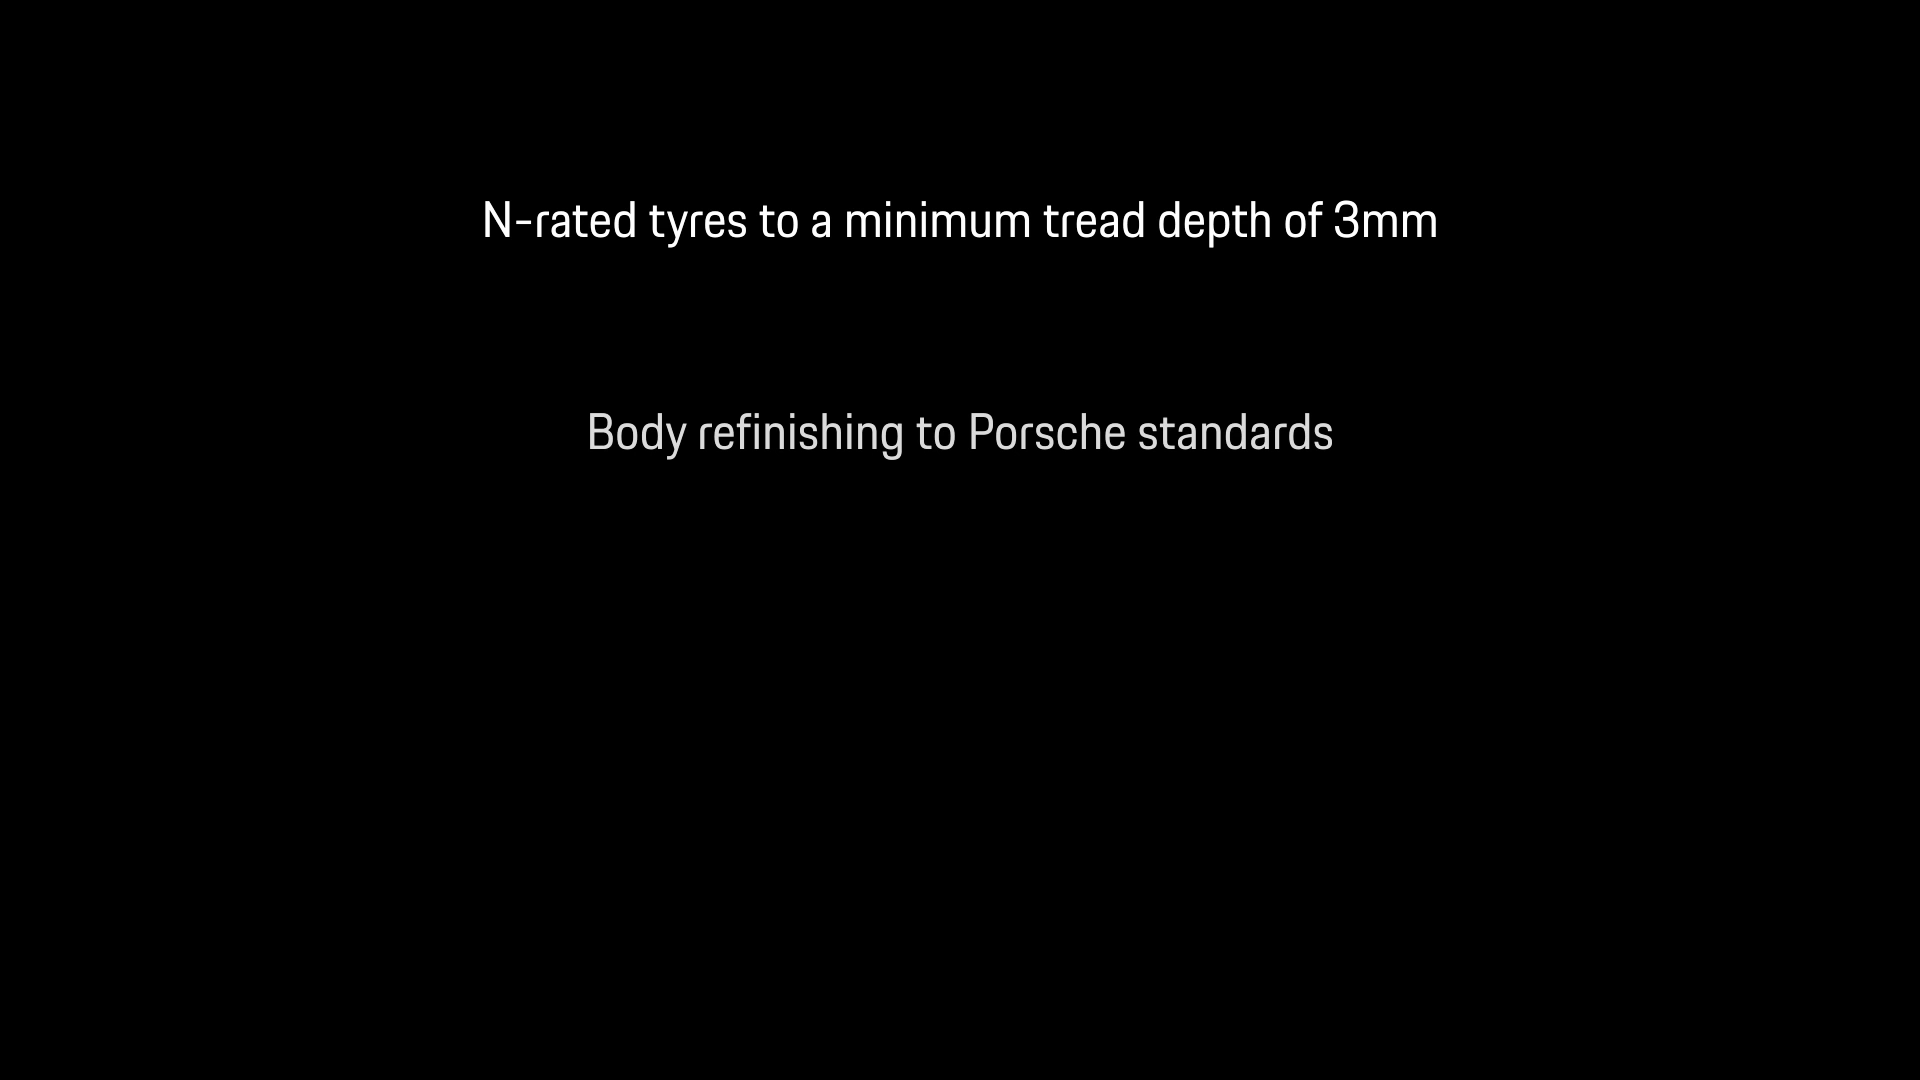 N-rated tyres to a minimum tread depth of 3mm
Body refinishing to Porsche standards